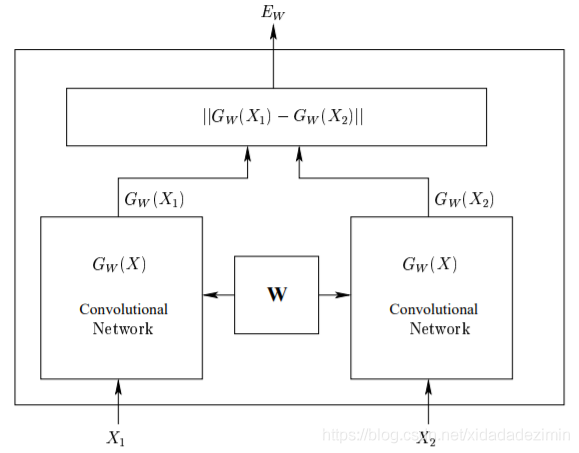 E_W
||G_W(X_1) − G_W(X_2)||
G_W(X_1)
G_W(X_2)
G_W(X)
Convolutional
Network
W
G_W(X)
Convolutional
Network
X_1
X_2
https://blog.csdn.net/xidadadezimin